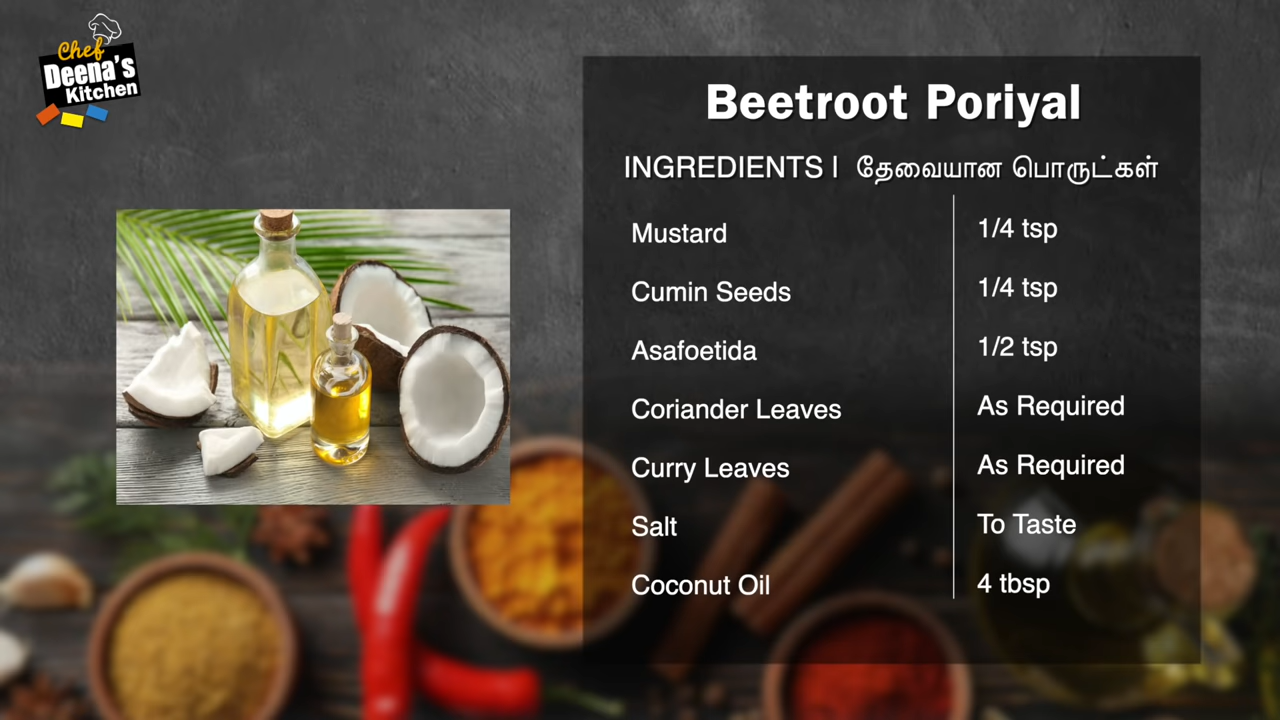 Chef
Deena's
Kitchen
Beetroot Poriyal
INGREDIENTS | தேவையான பொருட்கள்
Mustard 1/4 tsp
Cumin Seeds 1/4 tsp
Asafoetida 1/2 tsp
Coriander Leaves As Required
Curry Leaves As Required
Salt To Taste
Coconut Oil 4 tbsp